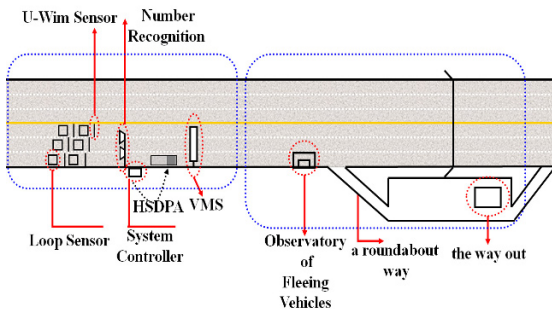 U-Wim Sensor
Number
Recognition
HSDPA
VMS
Loop Sensor
System
Controller
Observatory
of
Fleeing
Vehicles
a roundabout
way
the way out